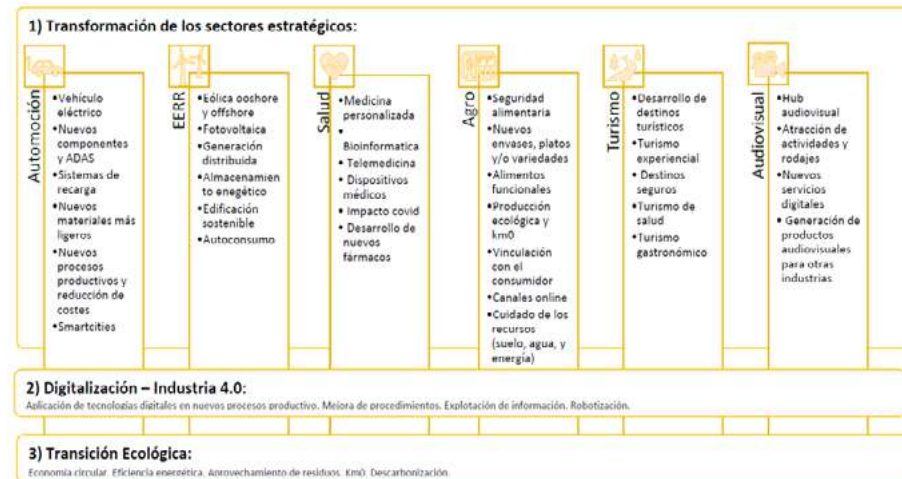 1) Transformación de los sectores estratégicos:
Automoción
•Vehículo
eléctrico
•Nuevos
componentes
y ADAS
•Sistemas de
recarga
•Nuevos
materiales más
ligeros
•Nuevos
procesos
productivos y
reducción de
costes
•Smartcities
EERR
•Eólica ooshore
y offshore
•Fotovoltaica
•Generación
distribuida
•Almacenamien
to enegético
•Edificación
sostenible
•Autoconsumo
Salud
•Medicina
personalizada
•
Bioinformatica
• Telemedicina
• Dispositivos
médicos
• Impacto covid
• Desarrollo de
nuevos
fármacos
Agro
•Seguridad
alimentaria
•Nuevos
envases, platos
y/o variedades
•Alimentos
funcionales
•Producción
ecológica y
km0
•Vinculación
con el
consumidor
•Canales online
•Cuidado de los
recursos
(suelo, agua, y
energía)
Turismo
•Desarrollo de
destinos
turísticos
•Turismo
experiencial
• Destinos
seguros
•Turismo de
salud
•Turismo
gastronómico
Audiovisual
•Hub
audiovisual
•Atracción de
actividades y
rodajes
•Nuevos
servicios
digitales
• Generación de
productos
audiovisuales
para otras
industrias
2) Digitalización – Industria 4.0:
Aplicación de tecnologías digitales en nuevos procesos productivo. Mejora de procedimientos. Explotación de información. Robotización.
3) Transición Ecológica:
Economía circular. Eficiencia energética. Aprovechamiento de residuos. Km0. Descarbonización.